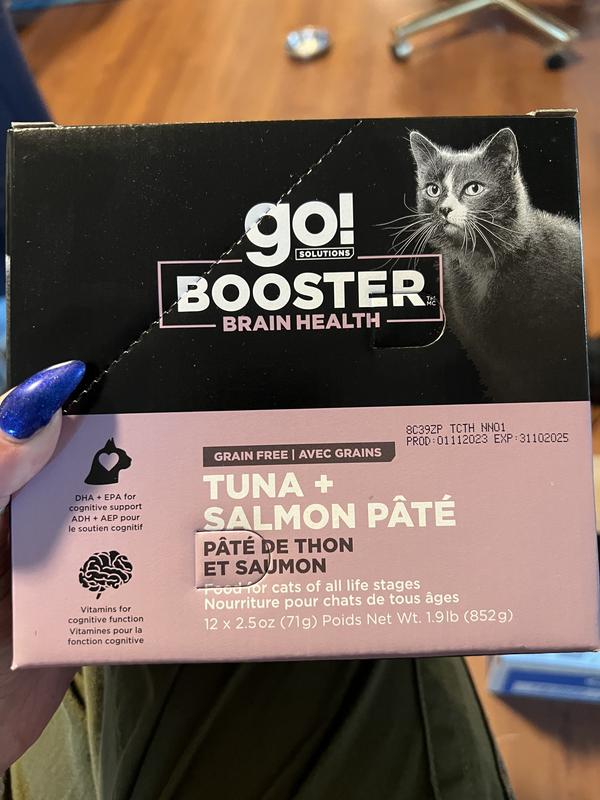 go!
SOLUTIONS
BOOSTER™ MC
BRAIN HEALTH
8C39ZP TCTH NN01
PROD:01112023 EXP:31102025
GRAIN FREE | AVEC GRAINS
TUNA +
SALMON PÂTÉ
PÂTÉ DE THON
ET SAUMON
Food for cats of all life stages
Nourriture pour chats de tous âges
12 x 2.5oz (71g) Poids Net Wt. 1.9lb (852g)
DHA + EPA for
cognitive support
ADH + AEP pour
le soutien cognitif
Vitamins for
cognitive function
Vitamines pour la
fonction cognitive